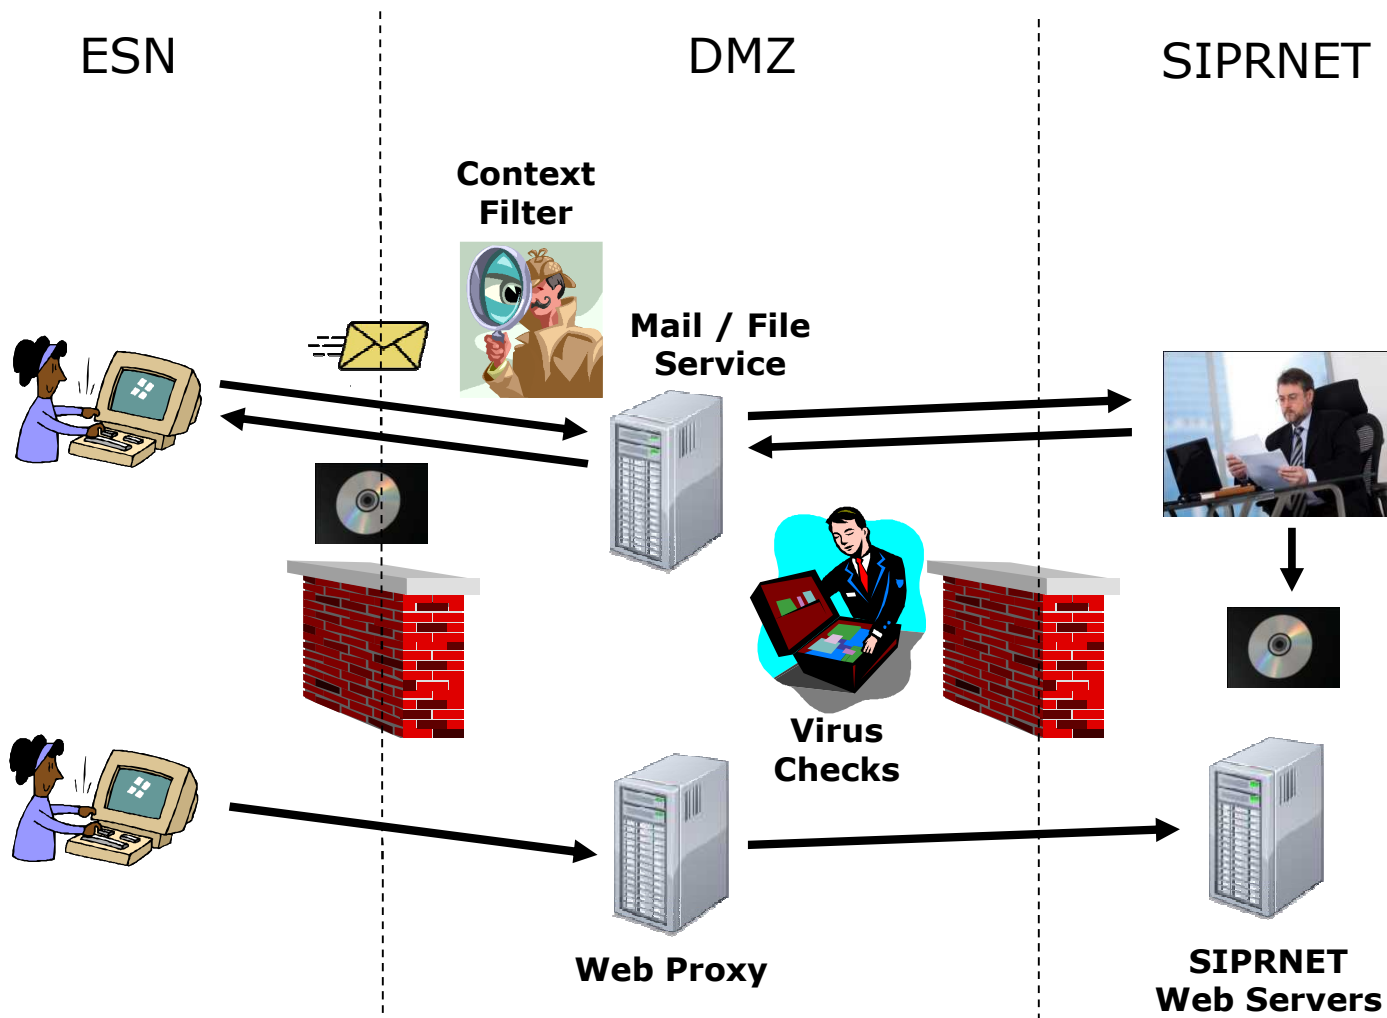 ESN
DMZ
SIPRNET
Context
Filter
Mail / File
Service
Virus
Checks
Web Proxy
SIPRNET
Web Servers